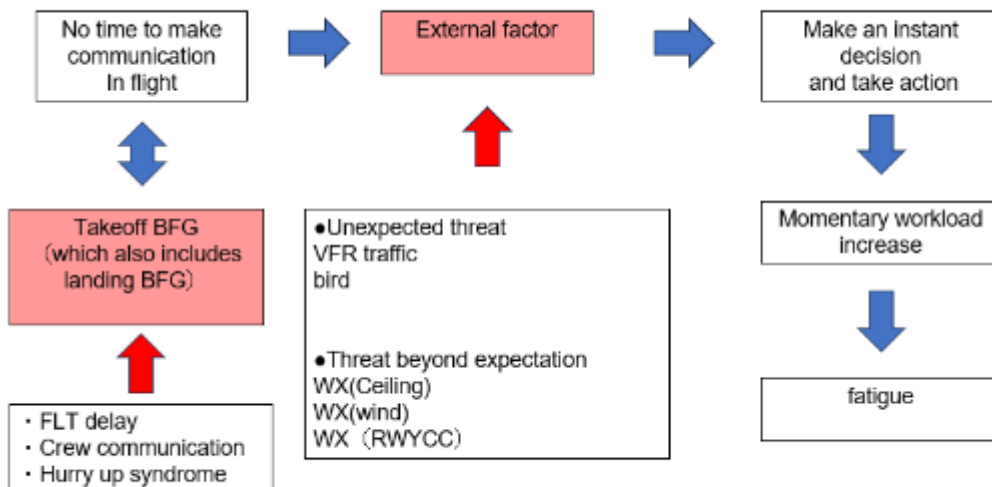 No time to make
communication
In flight
External factor
Make an instant
decision
and take action
Takeoff BFG
（which also includes
landing BFG）
●Unexpected threat
VFR traffic
bird
●Threat beyond expectation
WX(Ceiling)
WX(wind)
WX（RWYCC）
Momentary workload
increase
・FLT delay
・Crew communication
・Hurry up syndrome
fatigue